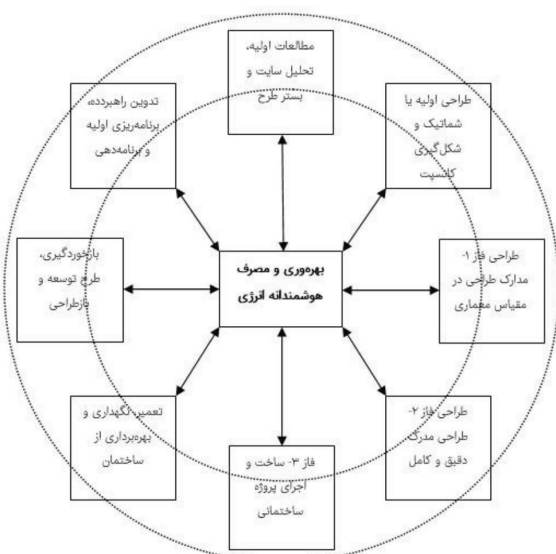 مطالعات اولیه،
تحلیل سایت و
بستر طرح
طراحی اولیه یا
شماتیک و
شکل‌گیری
کانسپت
طراحی فاز ۱-
مدارک طراحی در
مقیاس معماری
طراحی فاز ۲-
طراحی مدرک
دقیق و کامل
فاز ۳- ساخت و
اجرای پروژه
ساختمانی
تعمیر، نگهداری و
بهره‌برداری از
ساختمان
بازخوردگیری،
طرح توسعه و
بازطراحی
تدوین راهبردده،
برنامه‌ریزی اولیه
و برنامه‌دهی
بهره‌وری و مصرف
هوشمندانه انرژی